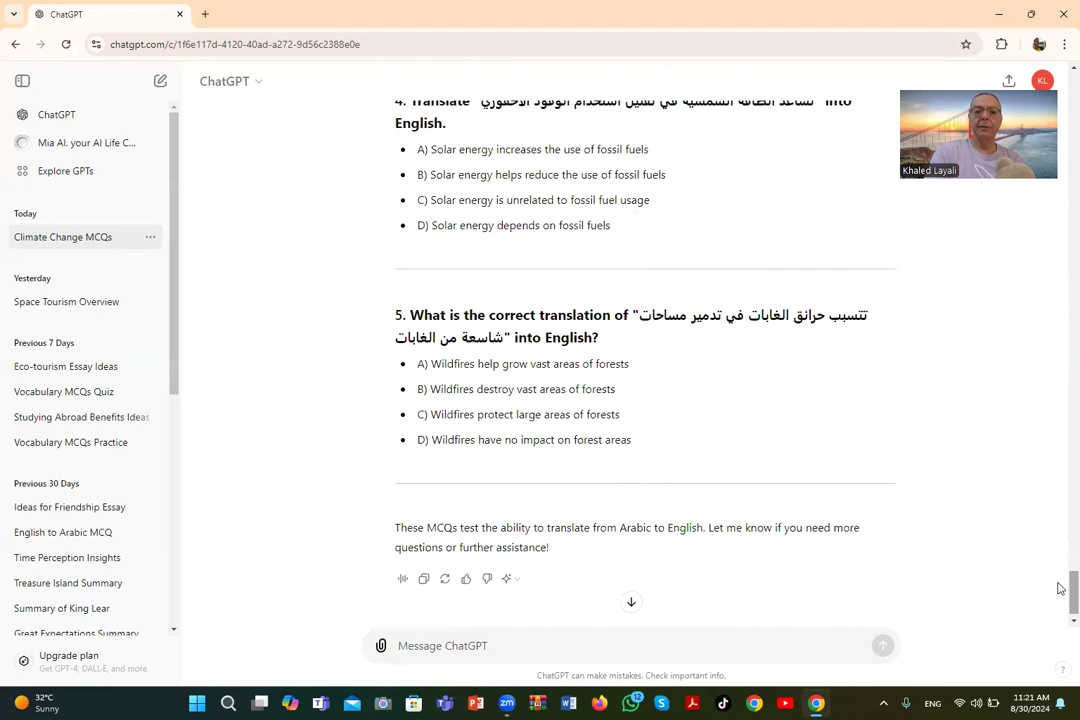 ChatGPT
chatgpt.com/c/1f6e117d-4120-40ad-a272-9d56c2388e0e
ChatGPT
KL
ChatGPT
Mia AI. your AI Life C...
Explore GPTs
Today
Climate Change MCQs
Yesterday
Space Tourism Overview
Previous 7 Days
Eco-tourism Essay Ideas
Vocabulary MCQs Quiz
Studying Abroad Benefits Ideas
Vocabulary MCQs Practice
Previous 30 Days
Ideas for Friendship Essay
English to Arabic MCQ
Time Perception Insights
Treasure Island Summary
Summary of King Lear
Great Expectations Summary
Upgrade plan
Get GPT-4, DALL-E, and more
4. Translate "تساعد الطاقة الشمسية في تقليل استخدام الوقود الأحفوري" into
English.
A) Solar energy increases the use of fossil fuels
B) Solar energy helps reduce the use of fossil fuels
C) Solar energy is unrelated to fossil fuel usage
D) Solar energy depends on fossil fuels
5. What is the correct translation of "تتسبب حرائق الغابات في تدمير مساحات
شاسعة من الغابات" into English?
A) Wildfires help grow vast areas of forests
B) Wildfires destroy vast areas of forests
C) Wildfires protect large areas of forests
D) Wildfires have no impact on forest areas
These MCQs test the ability to translate from Arabic to English. Let me know if you need more
questions or further assistance!
Message ChatGPT
ChatGPT can make mistakes. Check important info.
?
Khaled Layali
32°C
Sunny
zm
12
ENG
11:21 AM
8/30/2024